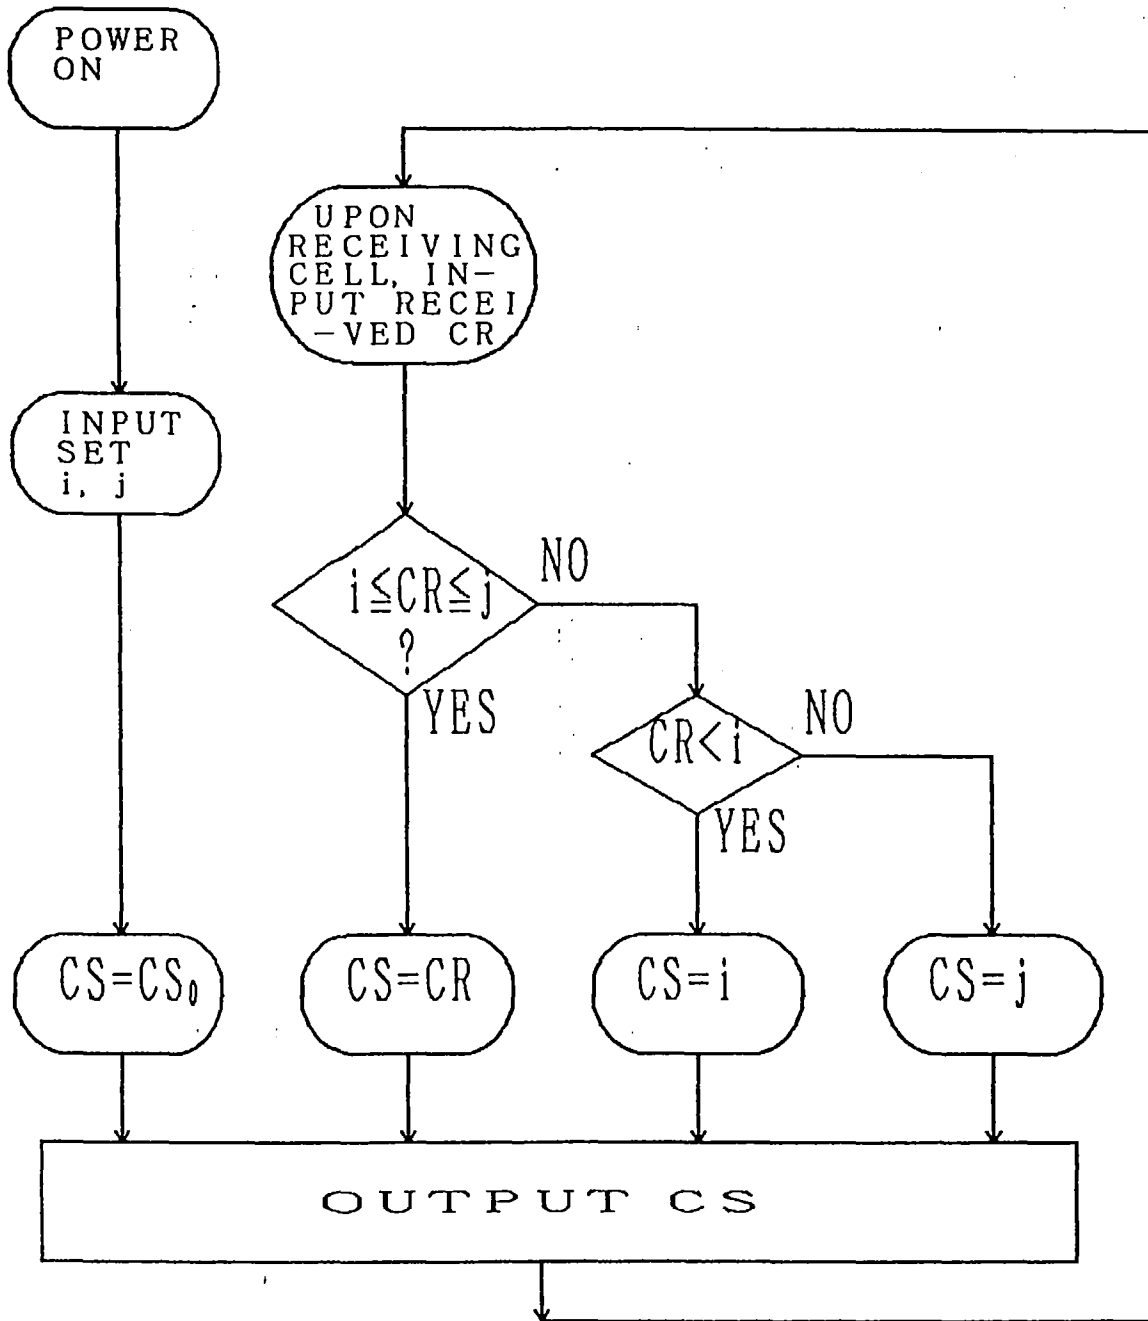 POWER
ON
UPON
RECEIVING
CELL, IN-
PUT RECEI
-VED CR
INPUT
SET
i, j
i≦CR≦j
?
NO
YES
CR<i
NO
YES
CS=CS₀
CS=CR
CS=i
CS=j
OUTPUT CS